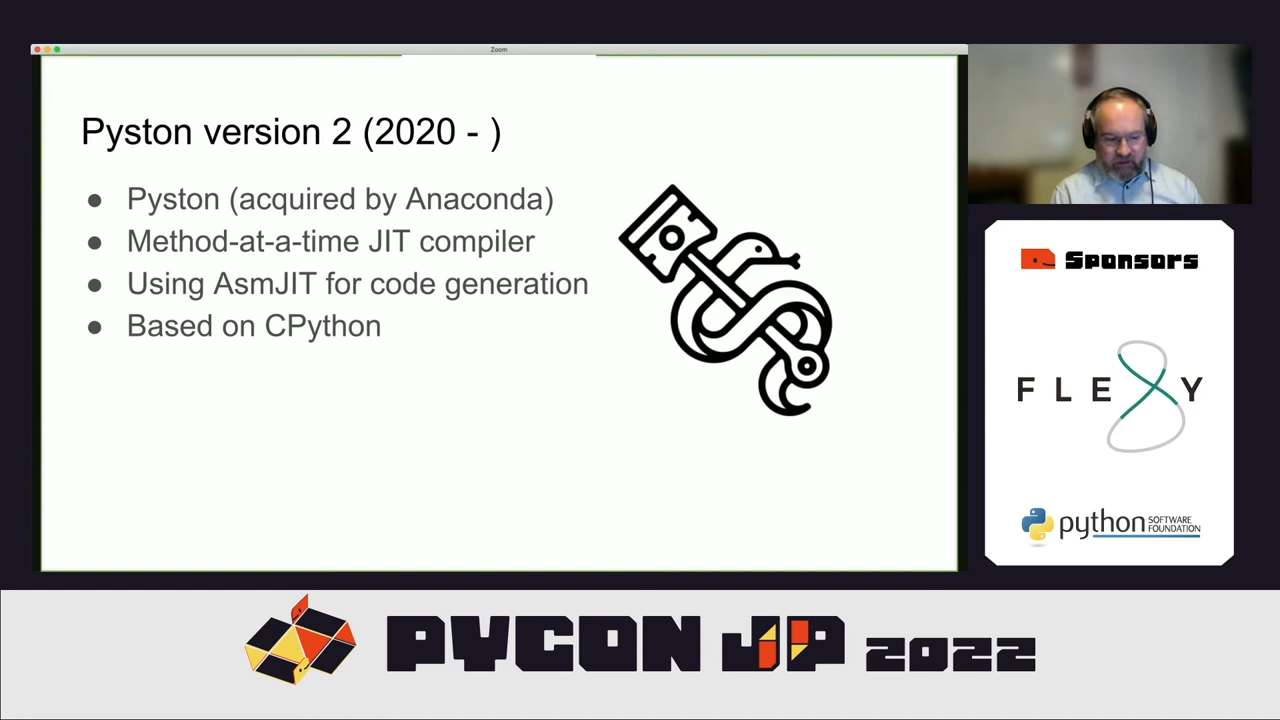 Zoom
Pyston version 2 (2020 - )
● Pyston (acquired by Anaconda)
● Method-at-a-time JIT compiler
● Using AsmJIT for code generation
● Based on CPython
Sponsors
FLEXY
python SOFTWARE FOUNDATION
PYCON JP 2022